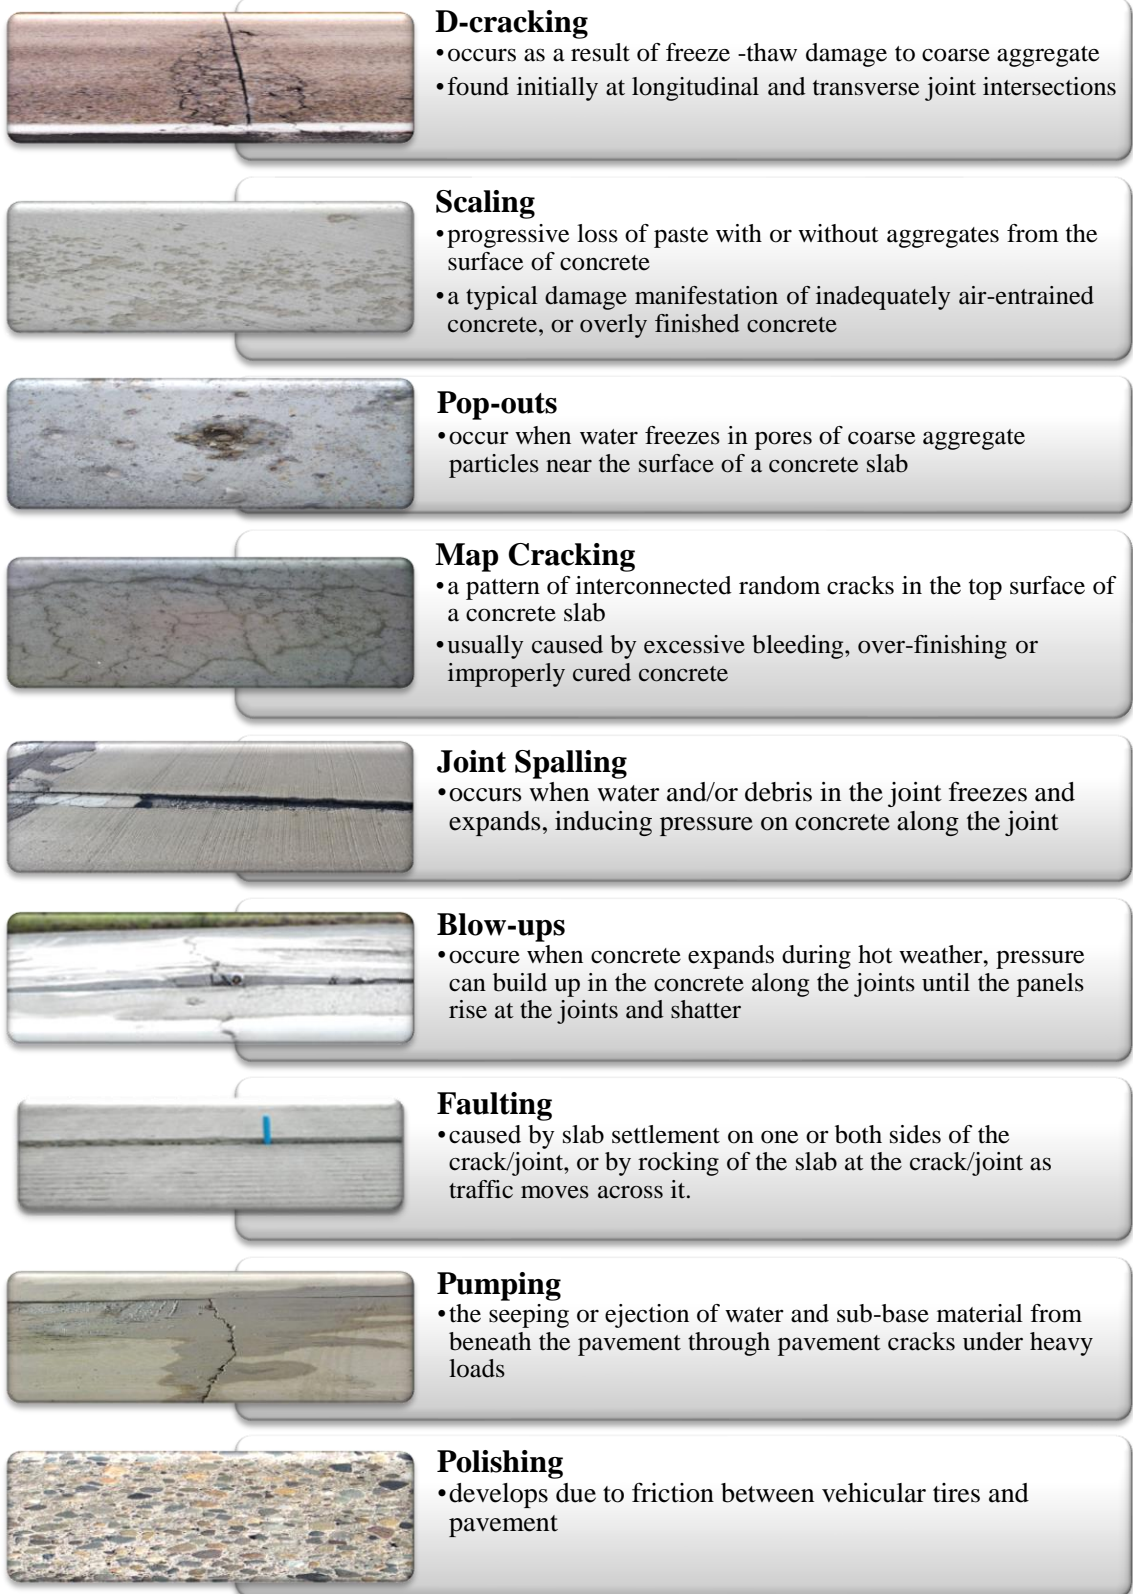 D-cracking
•occurs as a result of freeze -thaw damage to coarse aggregate
•found initially at longitudinal and transverse joint intersections
Scaling
•progressive loss of paste with or without aggregates from the
surface of concrete
•a typical damage manifestation of inadequately air-entrained
concrete, or overly finished concrete
Pop-outs
•occur when water freezes in pores of coarse aggregate
particles near the surface of a concrete slab
Map Cracking
•a pattern of interconnected random cracks in the top surface of
a concrete slab
•usually caused by excessive bleeding, over-finishing or
improperly cured concrete
Joint Spalling
•occurs when water and/or debris in the joint freezes and
expands, inducing pressure on concrete along the joint
Blow-ups
•occure when concrete expands during hot weather, pressure
can build up in the concrete along the joints until the panels
rise at the joints and shatter
Faulting
•caused by slab settlement on one or both sides of the
crack/joint, or by rocking of the slab at the crack/joint as
traffic moves across it.
Pumping
•the seeping or ejection of water and sub-base material from
beneath the pavement through pavement cracks under heavy
loads
Polishing
•develops due to friction between vehicular tires and
pavement